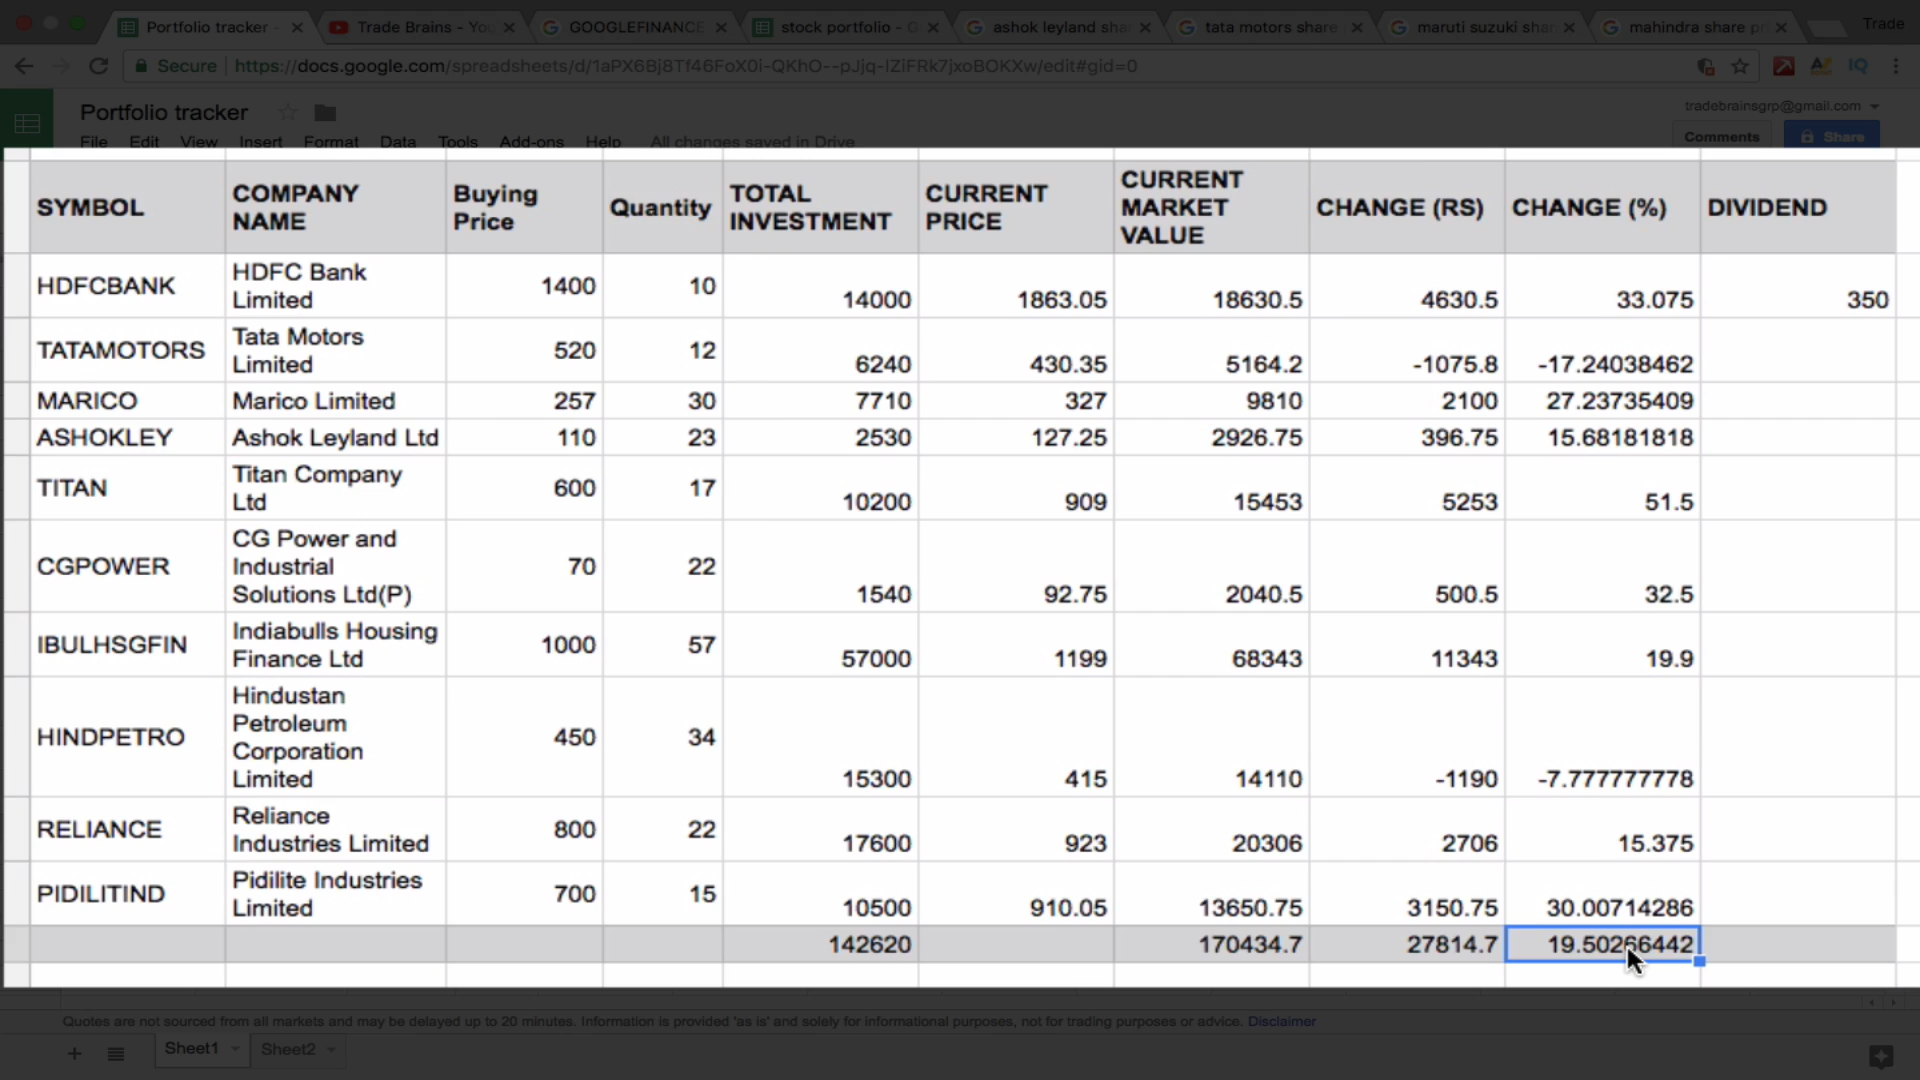 Portfolio tracker -
Trade Brains - You
GOOGLEFINANCE
stock portfolio - G
ashok leyland shar
tata motors share
maruti suzuki shar
mahindra share pri
Trade
Secure
https://docs.google.com/spreadsheets/d/1aPX6Bj8Tf46FoX0i-QKhO--pJjq-lZiFRk7jxoBOKXw/edit#gid=0
Portfolio tracker
tradebrainsgrp@gmail.com
File Edit View Insert Format Data Tools Add-ons Help All changes saved in Drive
Comments
Share
SYMBOL COMPANY NAME Buying Price Quantity TOTAL INVESTMENT CURRENT PRICE CURRENT MARKET VALUE CHANGE (RS) CHANGE (%) DIVIDEND
HDFCBANK HDFC Bank Limited 1400 10 14000 1863.05 18630.5 4630.5 33.075 350
TATAMOTORS Tata Motors Limited 520 12 6240 430.35 5164.2 -1075.8 -17.24038462
MARICO Marico Limited 257 30 7710 327 9810 2100 27.23735409
ASHOKLEY Ashok Leyland Ltd 110 23 2530 127.25 2926.75 396.75 15.68181818
TITAN Titan Company Ltd 600 17 10200 909 15453 5253 51.5
CGPOWER CG Power and Industrial Solutions Ltd(P) 70 22 1540 92.75 2040.5 500.5 32.5
IBULHSGFIN Indiabulls Housing Finance Ltd 1000 57 57000 1199 68343 11343 19.9
HINDPETRO Hindustan Petroleum Corporation Limited 450 34 15300 415 14110 -1190 -7.777777778
RELIANCE Reliance Industries Limited 800 22 17600 923 20306 2706 15.375
PIDILITIND Pidilite Industries Limited 700 15 10500 910.05 13650.75 3150.75 30.00714286
142620 170434.7 27814.7 19.50266442
Quotes are not sourced from all markets and may be delayed up to 20 minutes. Information is provided 'as is' and solely for informational purposes, not for trading purposes or advice. Disclaimer
Sheet1
Sheet2